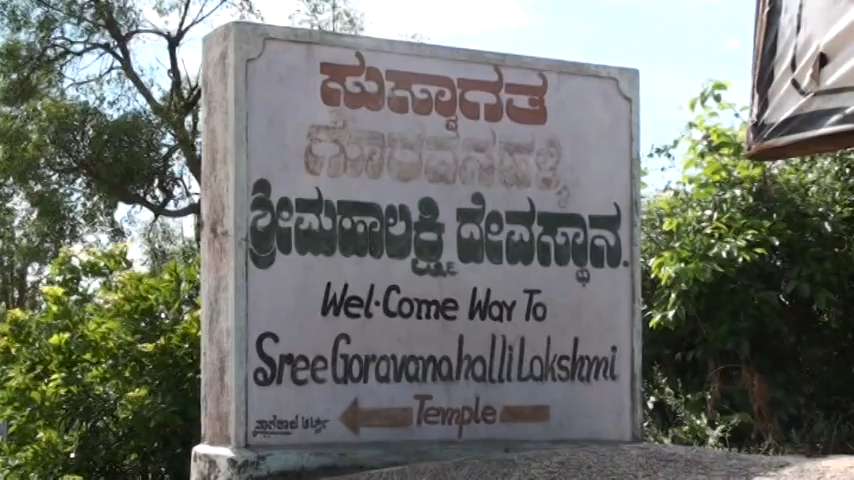 ಸುಸ್ವಾಗತ
ಗೊರವನಹಳ್ಳಿ
ಶ್ರೀಮಹಾಲಕ್ಷ್ಮಿ ದೇವಸ್ಥಾನ.
Wel-Come Way To
Sree Goravanahalli Lakshmi
Temple